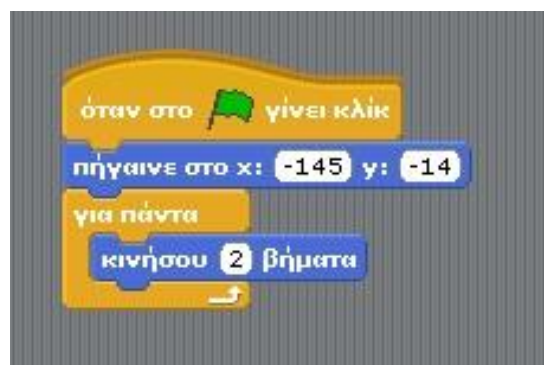 όταν στο γίνει κλίκ
πήγαινε στο x: -145 y: -14
για πάντα
κινήσου 2 βήματα